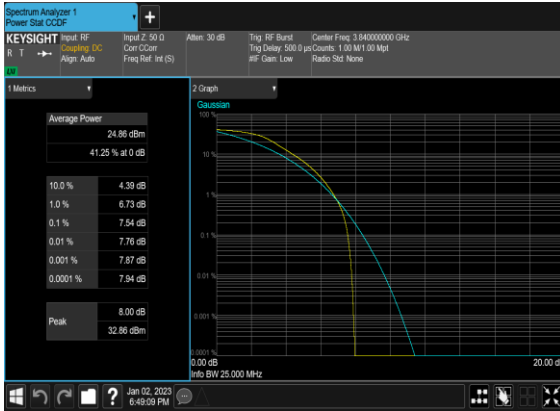 Spectrum Analyzer 1
Power Stat CCDF
KEYSIGHT Input: RF Input Z: 50 Ω Atten: 30 dB Trig: RF Burst Center Freq: 3.840000000 GHz
R T Coupling: DC Corr CCorr Trig Delay: 500.0 µs Counts: 1.00 M/1.00 Mpt
Align: Auto Freq Ref: Int (S) #IF Gain: Low Radio Std: None
1 Metrics
2 Graph
Average Power
24.86 dBm
41.25 % at 0 dB
10.0 % 4.39 dB
1.0 % 6.73 dB
0.1 % 7.54 dB
0.01 % 7.76 dB
0.001 % 7.87 dB
0.0001 % 7.94 dB
Peak 8.00 dB
32.86 dBm
Gaussian
100 %
10 %
1 %
0.1 %
0.01 %
0.001 %
0.0001 %
0.00 dB 20.00 d
Info BW 25.000 MHz
Jan 02, 2023
6:49:09 PM